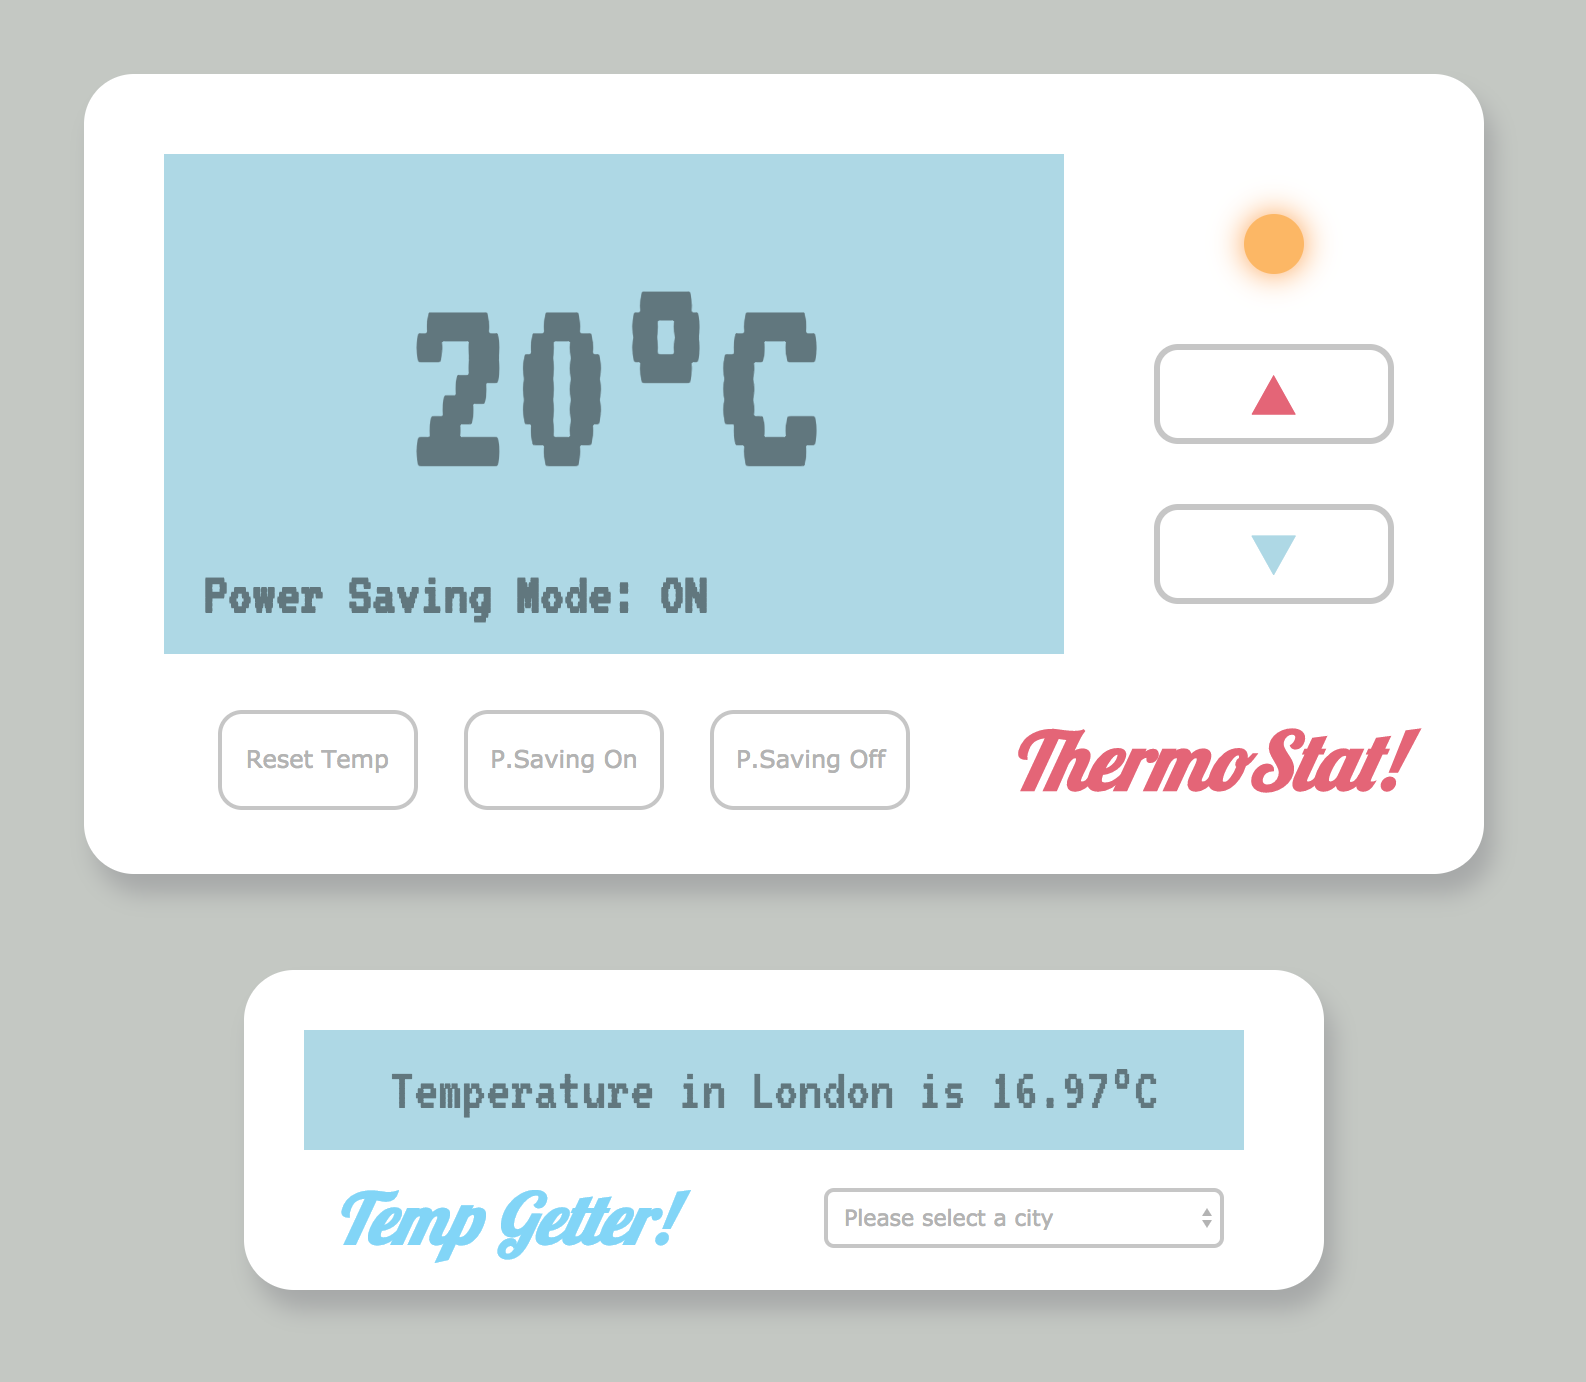 20°C
Power Saving Mode: ON
Reset Temp
P.Saving On
P.Saving Off
ThermoStat!
Temperature in London is 16.97°C
Temp Getter!
Please select a city